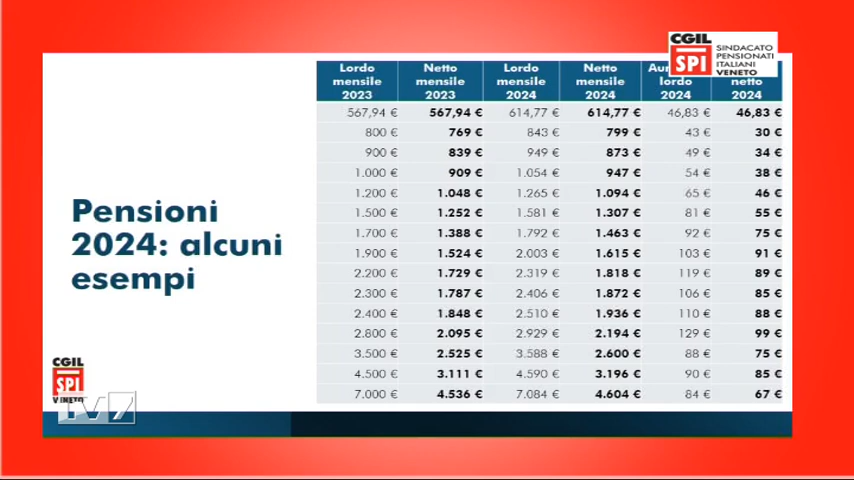 CGIL
SPI
SINDACATO
PENSIONATI
ITALIANI
VENETO
Pensioni
2024: alcuni
esempi
Lordo mensile 2023 Netto mensile 2023 Lordo mensile 2024 Netto mensile 2024 lordo 2024 netto 2024
567,94 € 567,94 € 614,77 € 614,77 € 46,83 € 46,83 €
800 € 769 € 843 € 799 € 43 € 30 €
900 € 839 € 949 € 873 € 49 € 34 €
1.000 € 909 € 1.054 € 947 € 54 € 38 €
1.200 € 1.048 € 1.265 € 1.094 € 65 € 46 €
1.500 € 1.252 € 1.581 € 1.307 € 81 € 55 €
1.700 € 1.388 € 1.792 € 1.463 € 92 € 75 €
1.900 € 1.524 € 2.003 € 1.615 € 103 € 91 €
2.200 € 1.729 € 2.319 € 1.818 € 119 € 89 €
2.300 € 1.787 € 2.406 € 1.872 € 106 € 85 €
2.400 € 1.848 € 2.510 € 1.936 € 110 € 88 €
2.800 € 2.095 € 2.929 € 2.194 € 129 € 99 €
3.500 € 2.525 € 3.588 € 2.600 € 88 € 75 €
4.500 € 3.111 € 4.590 € 3.196 € 90 € 85 €
7.000 € 4.536 € 7.084 € 4.604 € 84 € 67 €
CGIL
SPI
VENETO
TV7